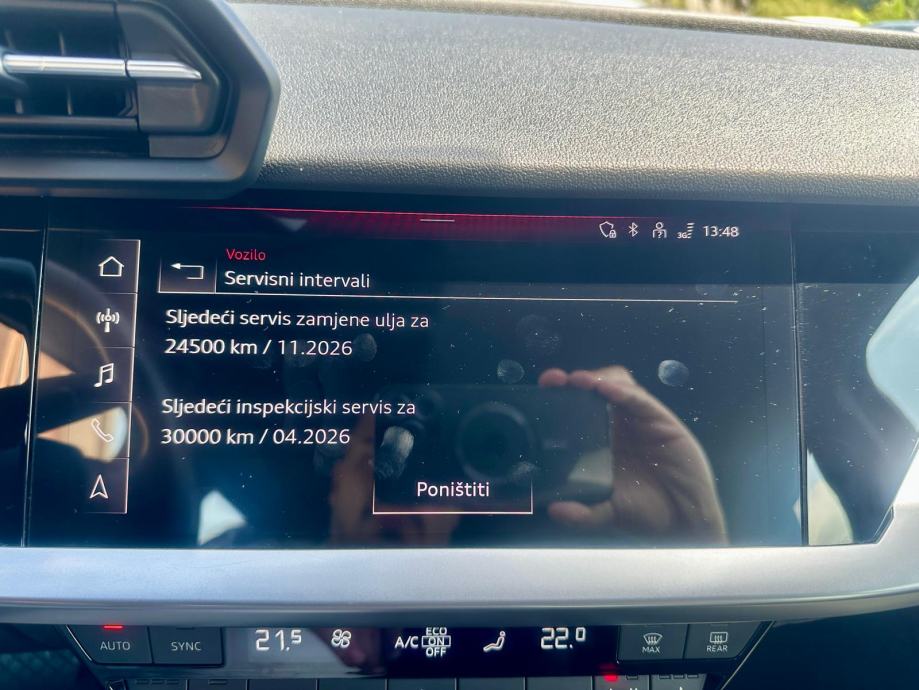 3G 13:48
Vozilo
Servisni intervali
Sljedeći servis zamjene ulja za
24500 km / 11.2026
Sljedeći inspekcijski servis za
30000 km / 04.2026
Poništiti
AUTO SYNC 21.5 A/C ECO ON OFF 22.0 MAX REAR